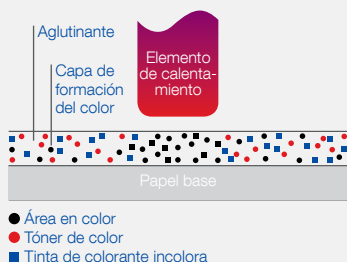 Aglutinante
Capa de
formación
del color
Elemento
de calenta-
miento
Papel base
Área en color
Tóner de color
Tinta de colorante incolora